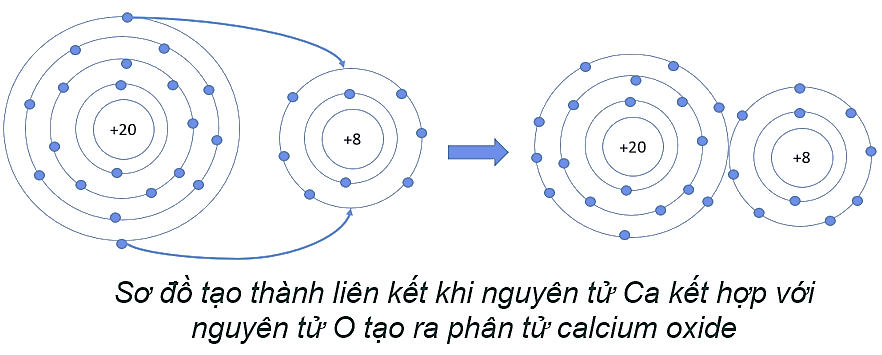 +20
+8
+20
+8
Sơ đồ tạo thành liên kết khi nguyên tử Ca kết hợp với
nguyên tử O tạo ra phân tử calcium oxide